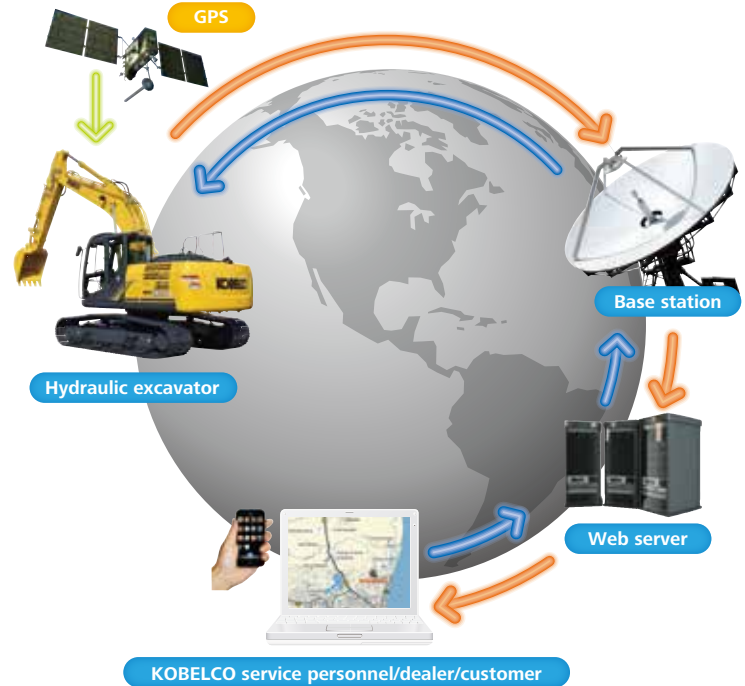 GPS
KOBELCO
Base station
Hydraulic excavator
Web server
KOBELCO service personnel/dealer/customer